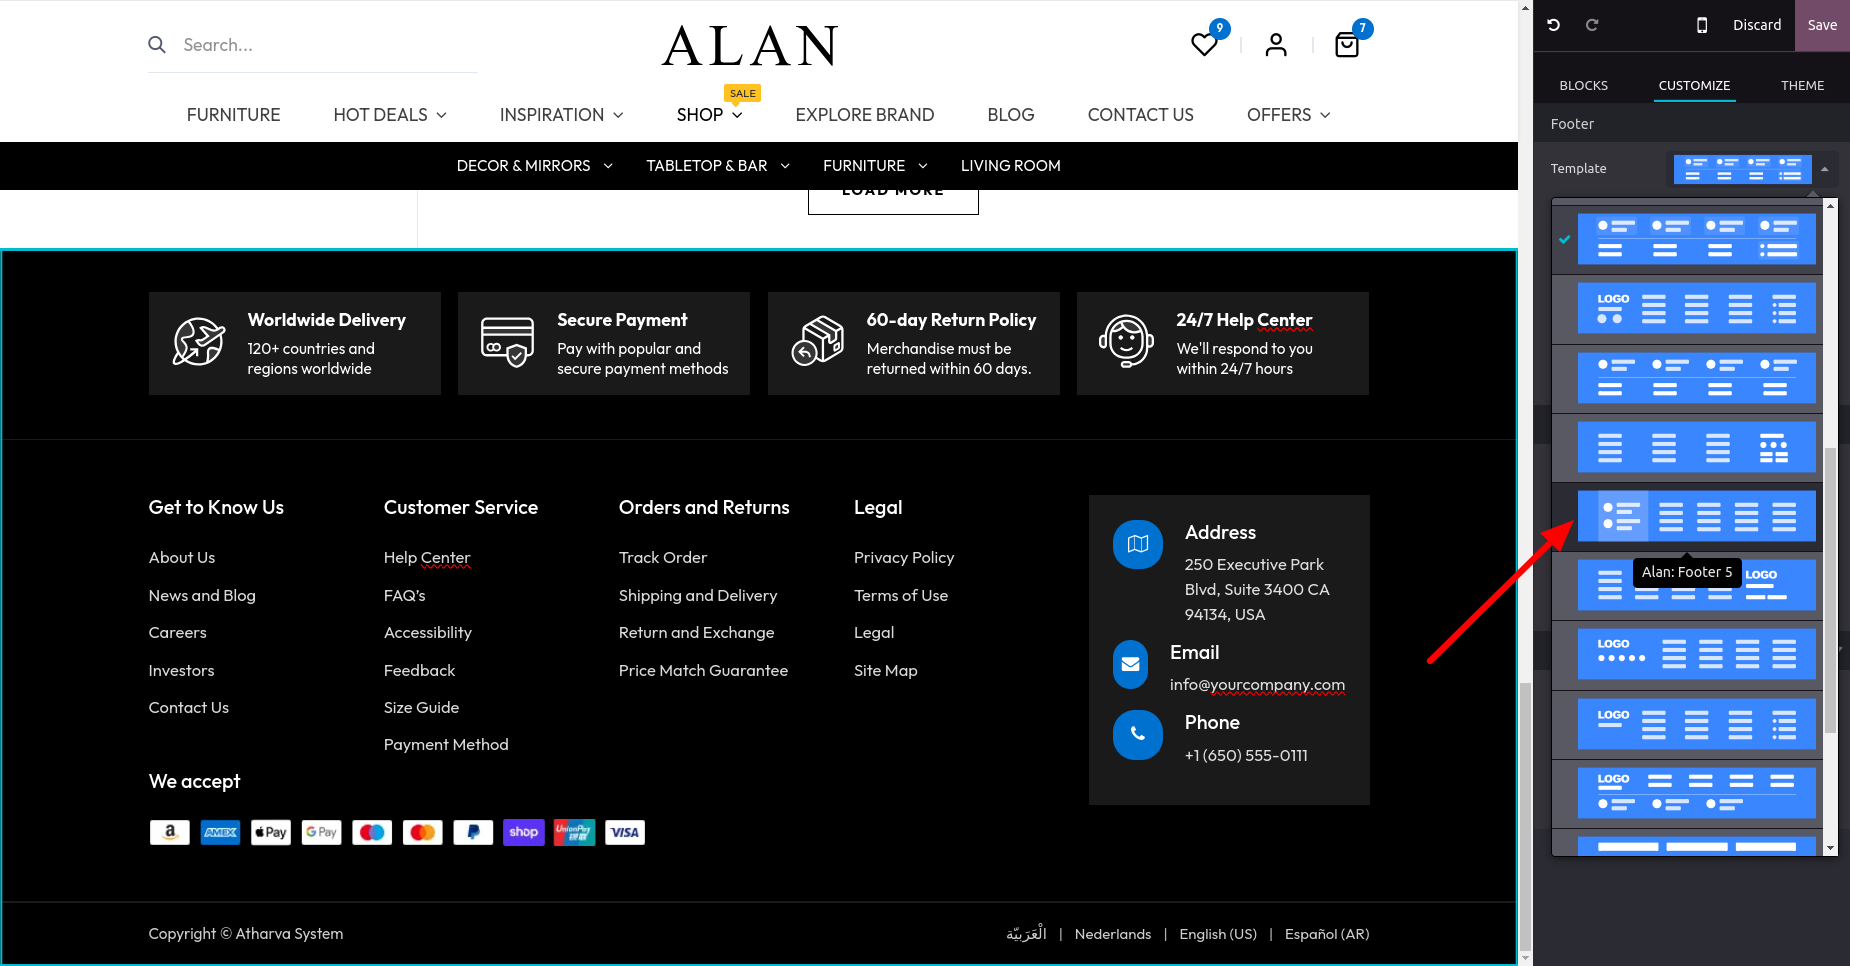 Search...
ALAN
9
7
Discard
Save
SALE
FURNITURE
HOT DEALS
INSPIRATION
SHOP
EXPLORE BRAND
BLOG
CONTACT US
OFFERS
DECOR & MIRRORS
TABLETOP & BAR
FURNITURE
LIVING ROOM
LOAD MORE
BLOCKS
CUSTOMIZE
THEME
Footer
Template
LOGO
Alan: Footer 5
LOGO
LOGO
LOGO
LOGO
Worldwide Delivery
120+ countries and
regions worldwide
Secure Payment
Pay with popular and
secure payment methods
60-day Return Policy
Merchandise must be
returned within 60 days.
24/7 Help Center
We'll respond to you
within 24/7 hours
Get to Know Us
About Us
News and Blog
Careers
Investors
Contact Us
Customer Service
Help Center
FAQ's
Accessibility
Feedback
Size Guide
Payment Method
Orders and Returns
Track Order
Shipping and Delivery
Return and Exchange
Price Match Guarantee
Legal
Privacy Policy
Terms of Use
Legal
Site Map
Address
250 Executive Park
Blvd, Suite 3400 CA
94134, USA
Email
info@yourcompany.com
Phone
+1 (650) 555-0111
We accept
a
AMEX
Pay
G Pay
shop
UnionPay
VISA
Copyright © Atharva System
الْعَرَبيّة | Nederlands | English (US) | Español (AR)